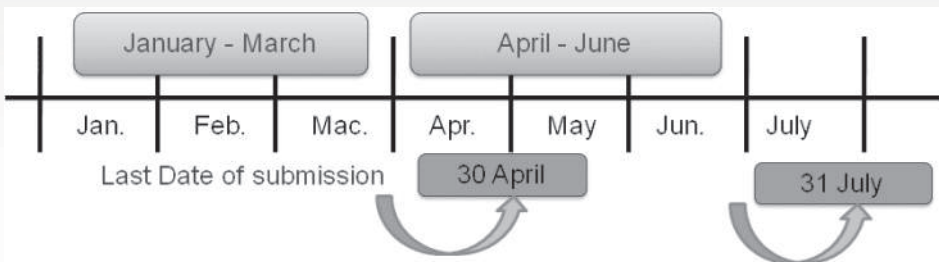 January - March April - June
Jan. Feb. Mac. Apr. May Jun. July
Last Date of submission 30 April 31 July